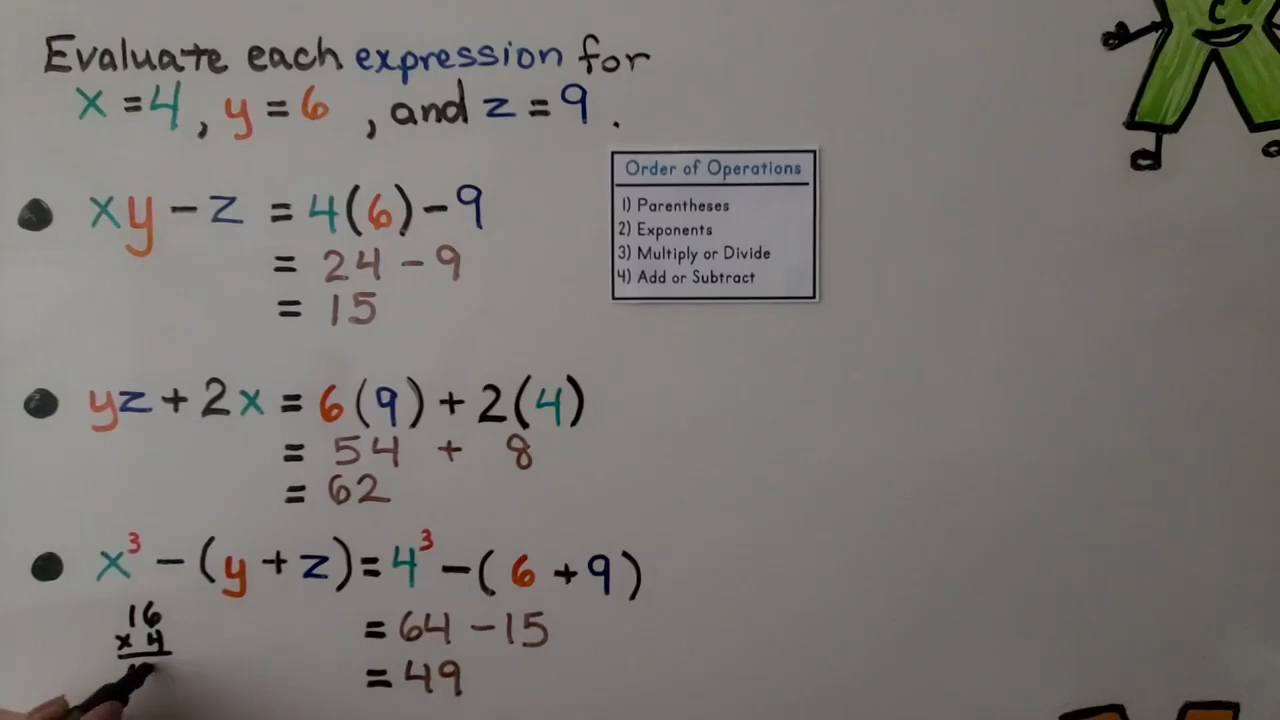 Evaluate each expression for
x = 4, y = 6, and z = 9.
Order of Operations
1) Parentheses
2) Exponents
3) Multiply or Divide
4) Add or Subtract
xy - z = 4(6) - 9
= 24 - 9
= 15
yz + 2x = 6(9) + 2(4)
= 54 + 8
= 62
x³ - (y + z) = 4³ - (6 + 9)
= 64 - 15
= 49
16
x 4